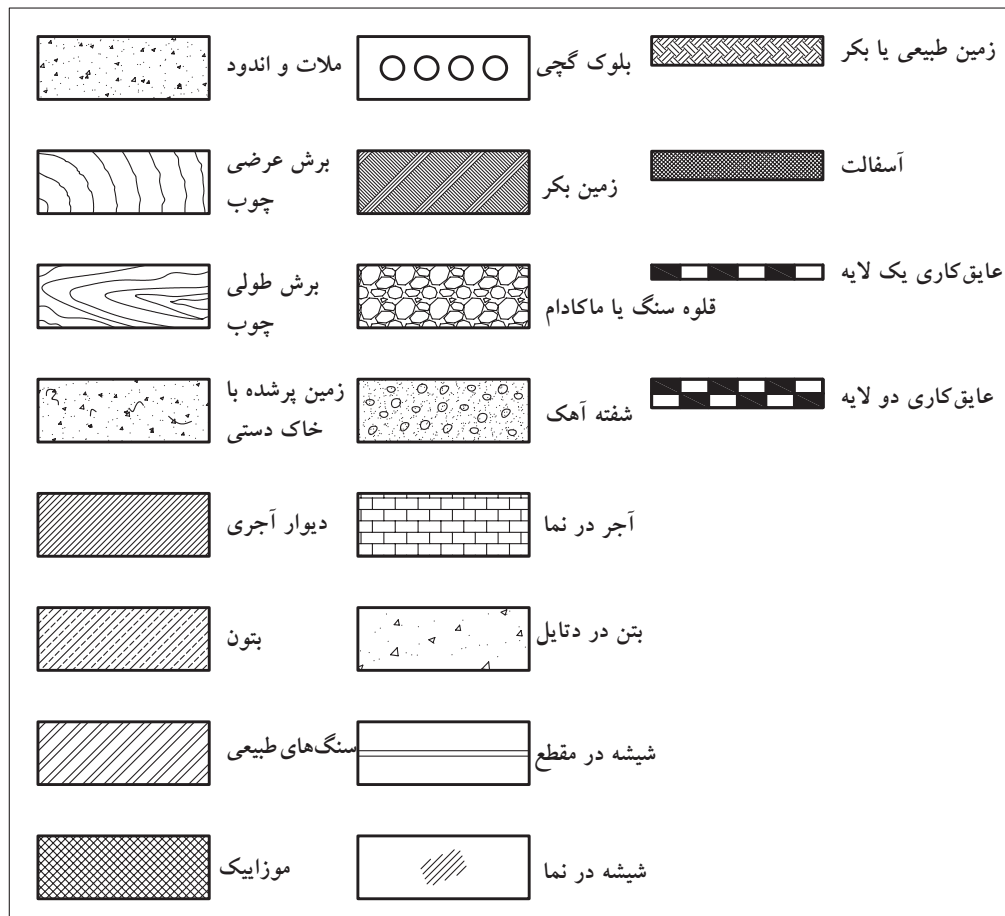 ملات و اندود
برش عرضی
چوب
برش طولی
چوب
زمین پرشده با
خاک دستی
دیوار آجری
بتون
سنگ‌های طبیعی
موزاییک
بلوک گچی
زمین بکر
قلوه سنگ یا ماکادام
شفته آهک
آجر در نما
بتن در دتایل
شیشه در مقطع
شیشه در نما
زمین طبیعی یا بکر
آسفالت
عایق‌کاری یک لایه
عایق‌کاری دو لایه